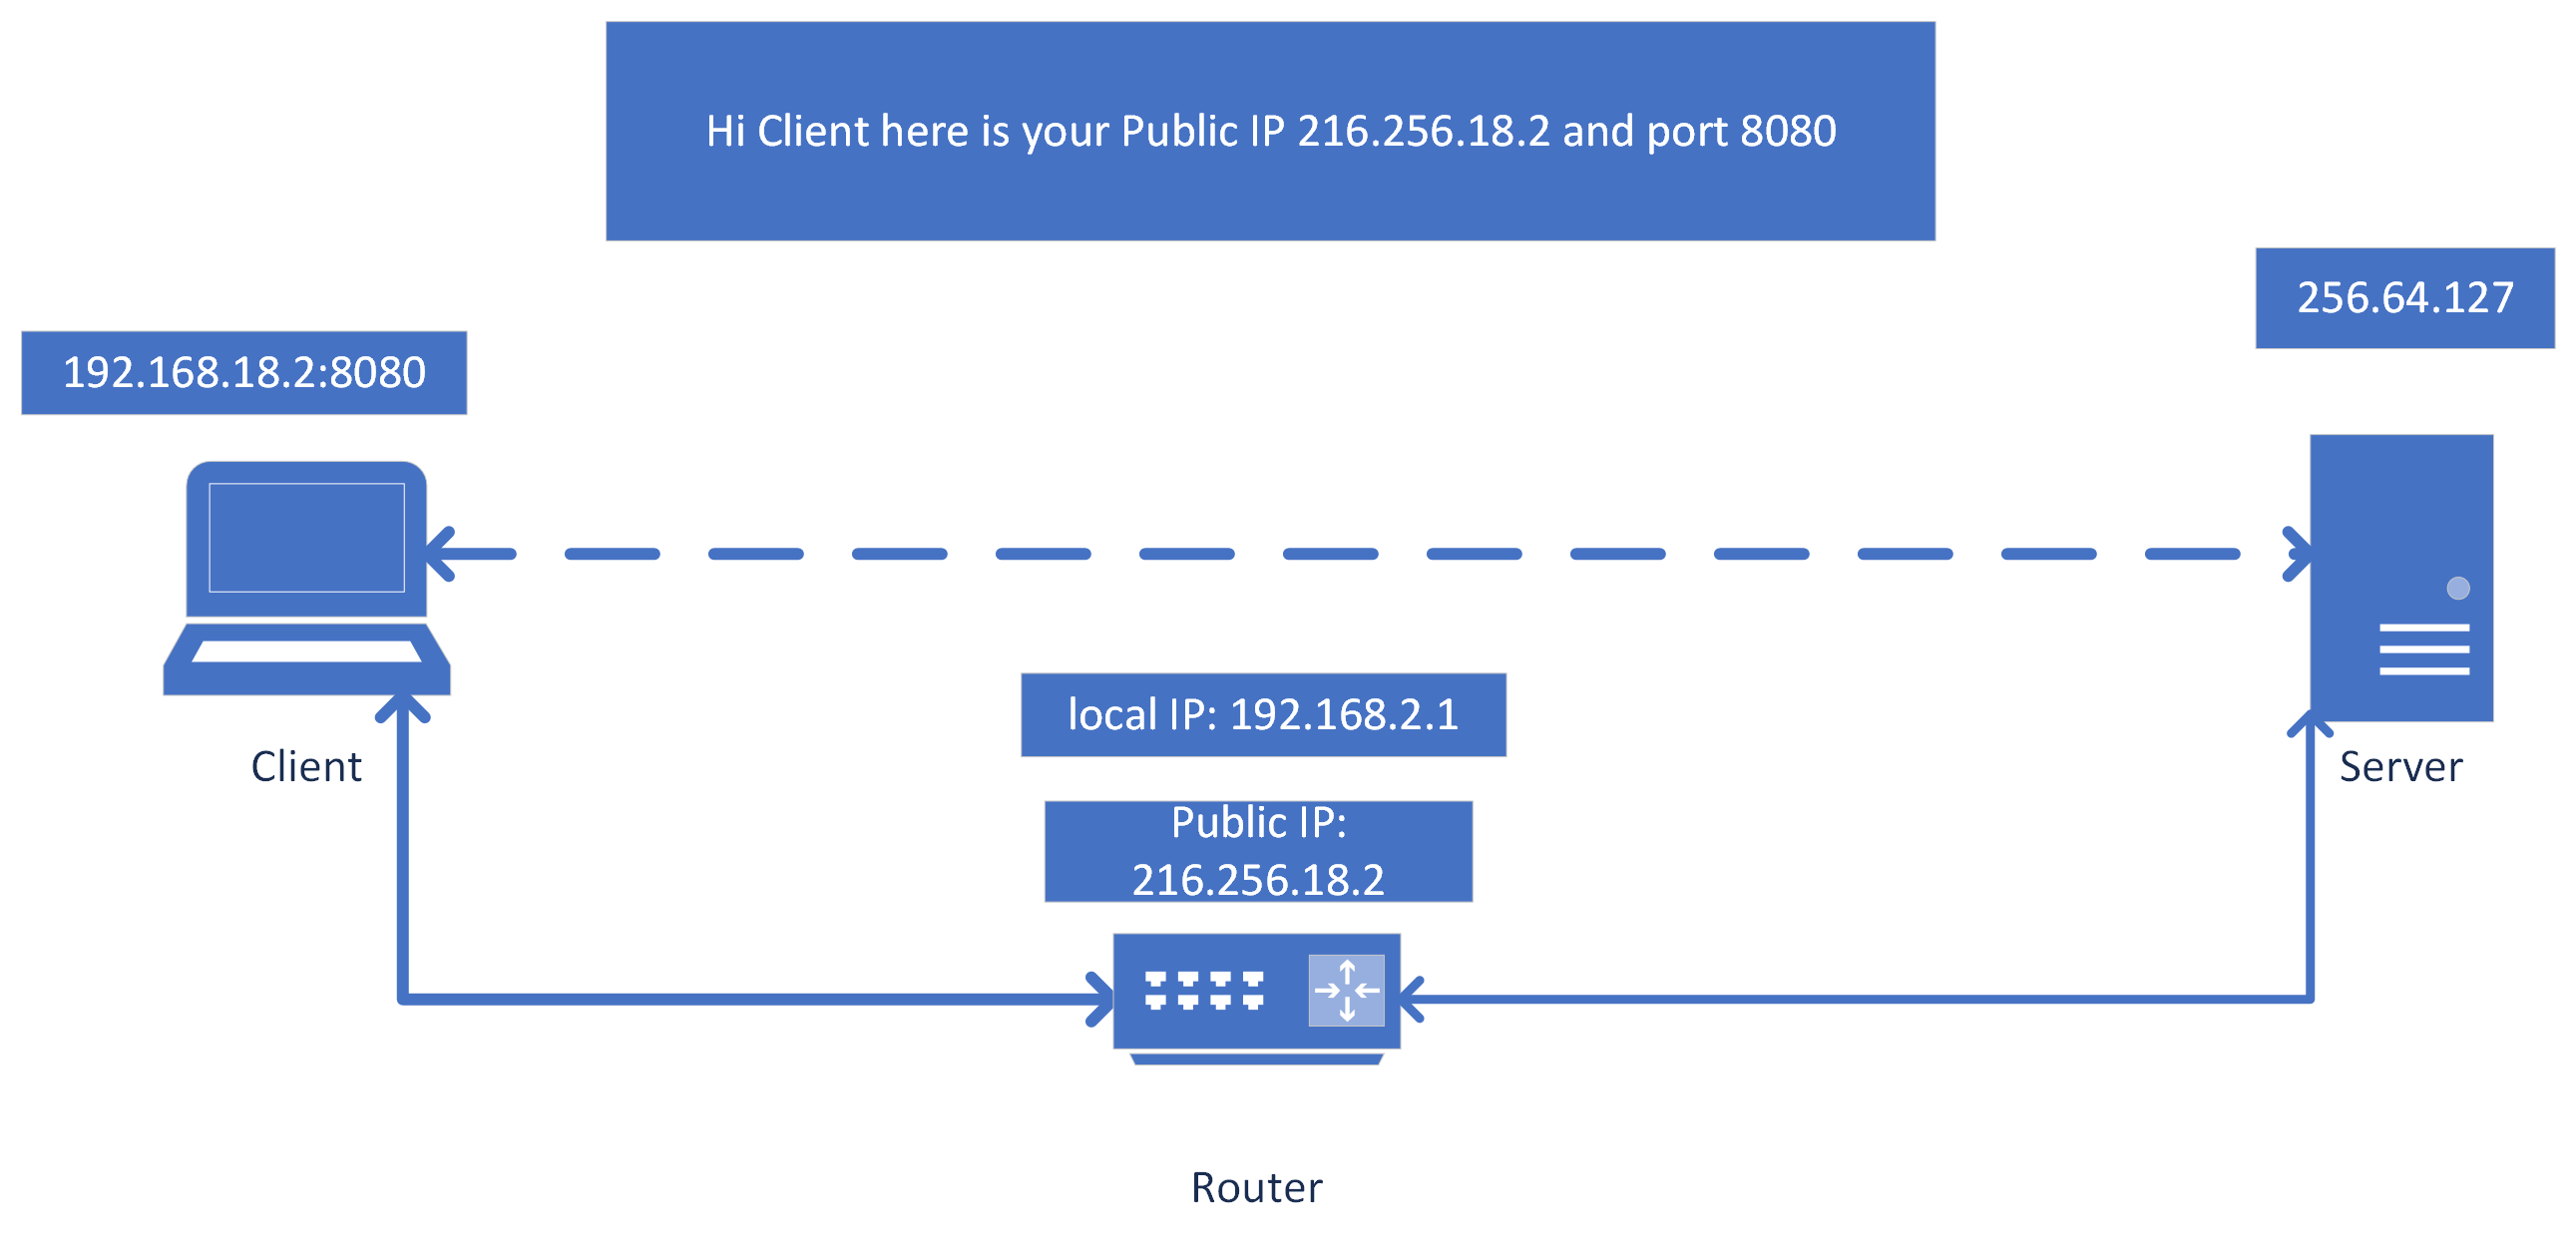 Hi Client here is your Public IP 216.256.18.2 and port 8080
256.64.127
192.168.18.2:8080
local IP: 192.168.2.1
Client
Server
Public IP:
216.256.18.2
Router